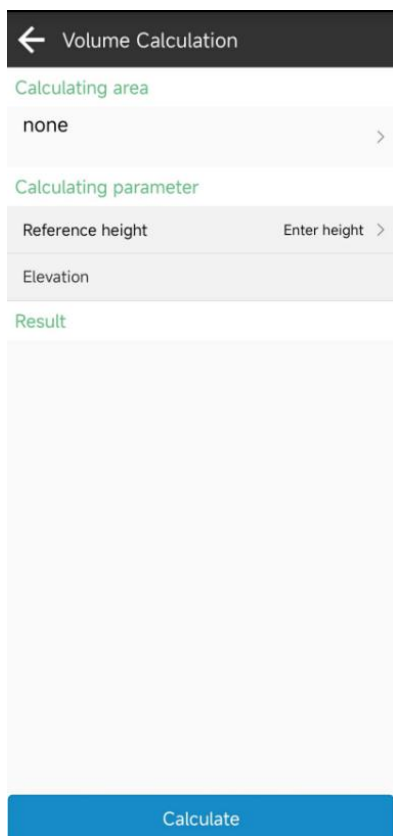 Volume Calculation
Calculating area
none
Calculating parameter
Reference height Enter height
Elevation
Result
Calculate